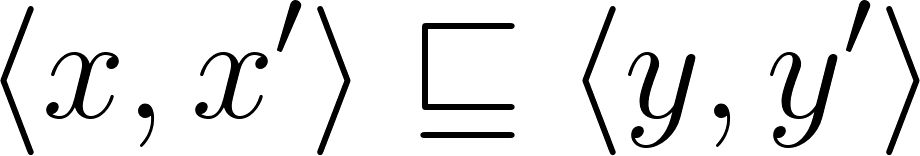 ⟨x, x′⟩ ⊑ ⟨y, y′⟩